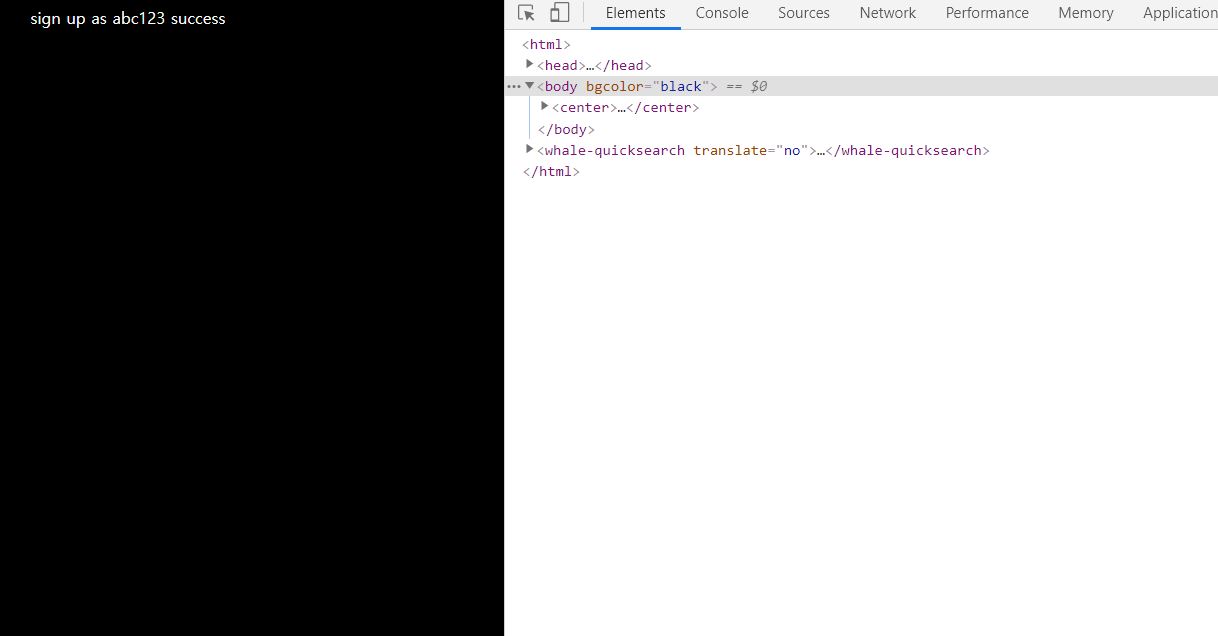 sign up as abc123 success
Elements Console Sources Network Performance Memory Application
<html>
<head>…</head>
<body bgcolor="black"> == $0
<center>…</center>
</body>
<whale-quicksearch translate="no">…</whale-quicksearch>
</html>